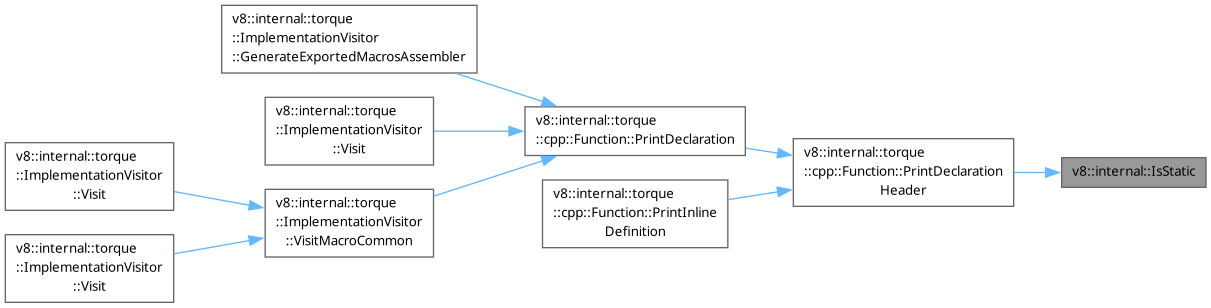 v8::internal::torque
::ImplementationVisitor
::GenerateExportedMacrosAssembler
v8::internal::torque
::ImplementationVisitor
::Visit
v8::internal::torque
::cpp::Function::PrintDeclaration
v8::internal::torque
::ImplementationVisitor
::Visit
v8::internal::torque
::cpp::Function::PrintDeclaration
Header
v8::internal::IsStatic
v8::internal::torque
::ImplementationVisitor
::VisitMacroCommon
v8::internal::torque
::cpp::Function::PrintInline
Definition
v8::internal::torque
::ImplementationVisitor
::Visit